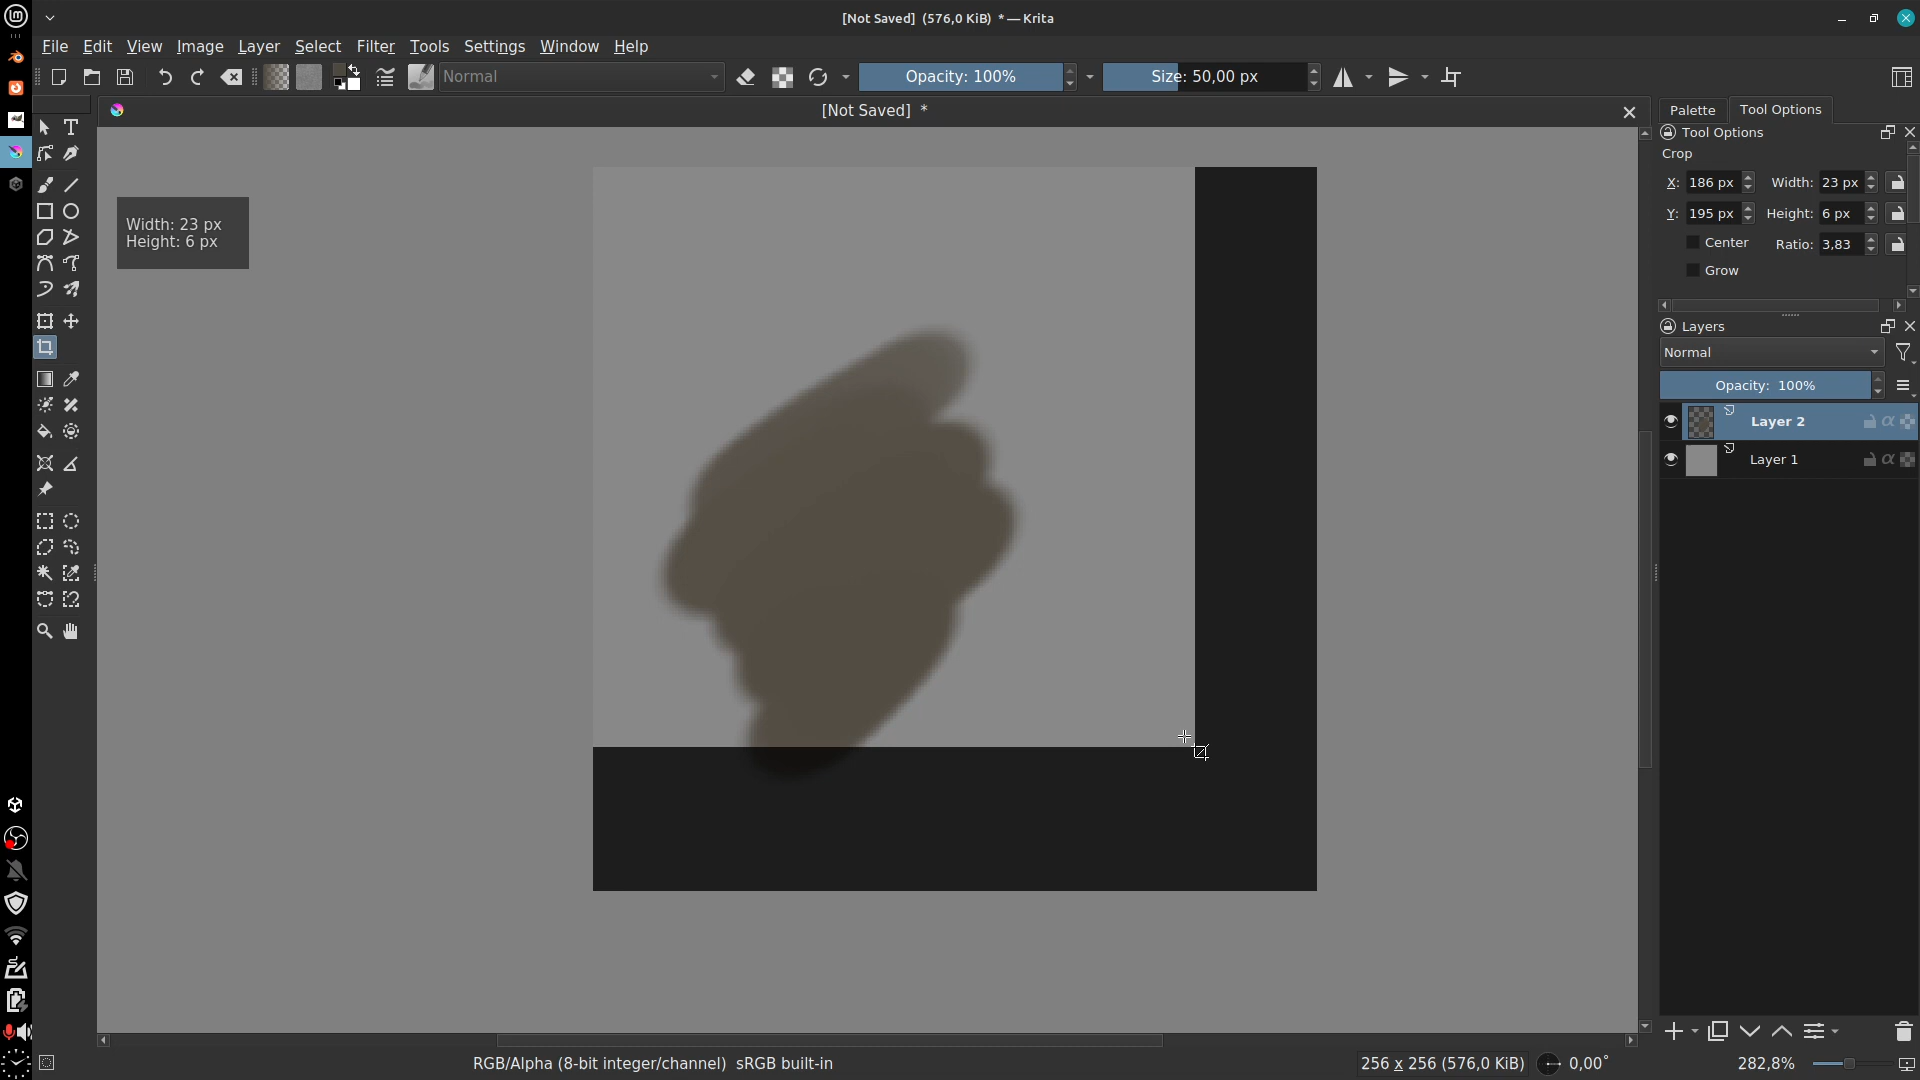 [Not Saved]  (576,0 KiB)  * — Krita
File Edit View Image Layer Select Filter Tools Settings Window Help
Normal
Opacity: 100%
Size: 50,00 px
[Not Saved]  *
Palette
Tool Options
Tool Options
Crop
X: 186 px
Width: 23 px
Y: 195 px
Height: 6 px
Center
Ratio: 3,83
Grow
Width: 23 px
Height: 6 px
Layers
Normal
Opacity:  100%
Layer 2
Layer 1
RGB/Alpha (8-bit integer/channel)  sRGB built-in
256 x 256 (576,0 KiB)
0,00°
282,8%